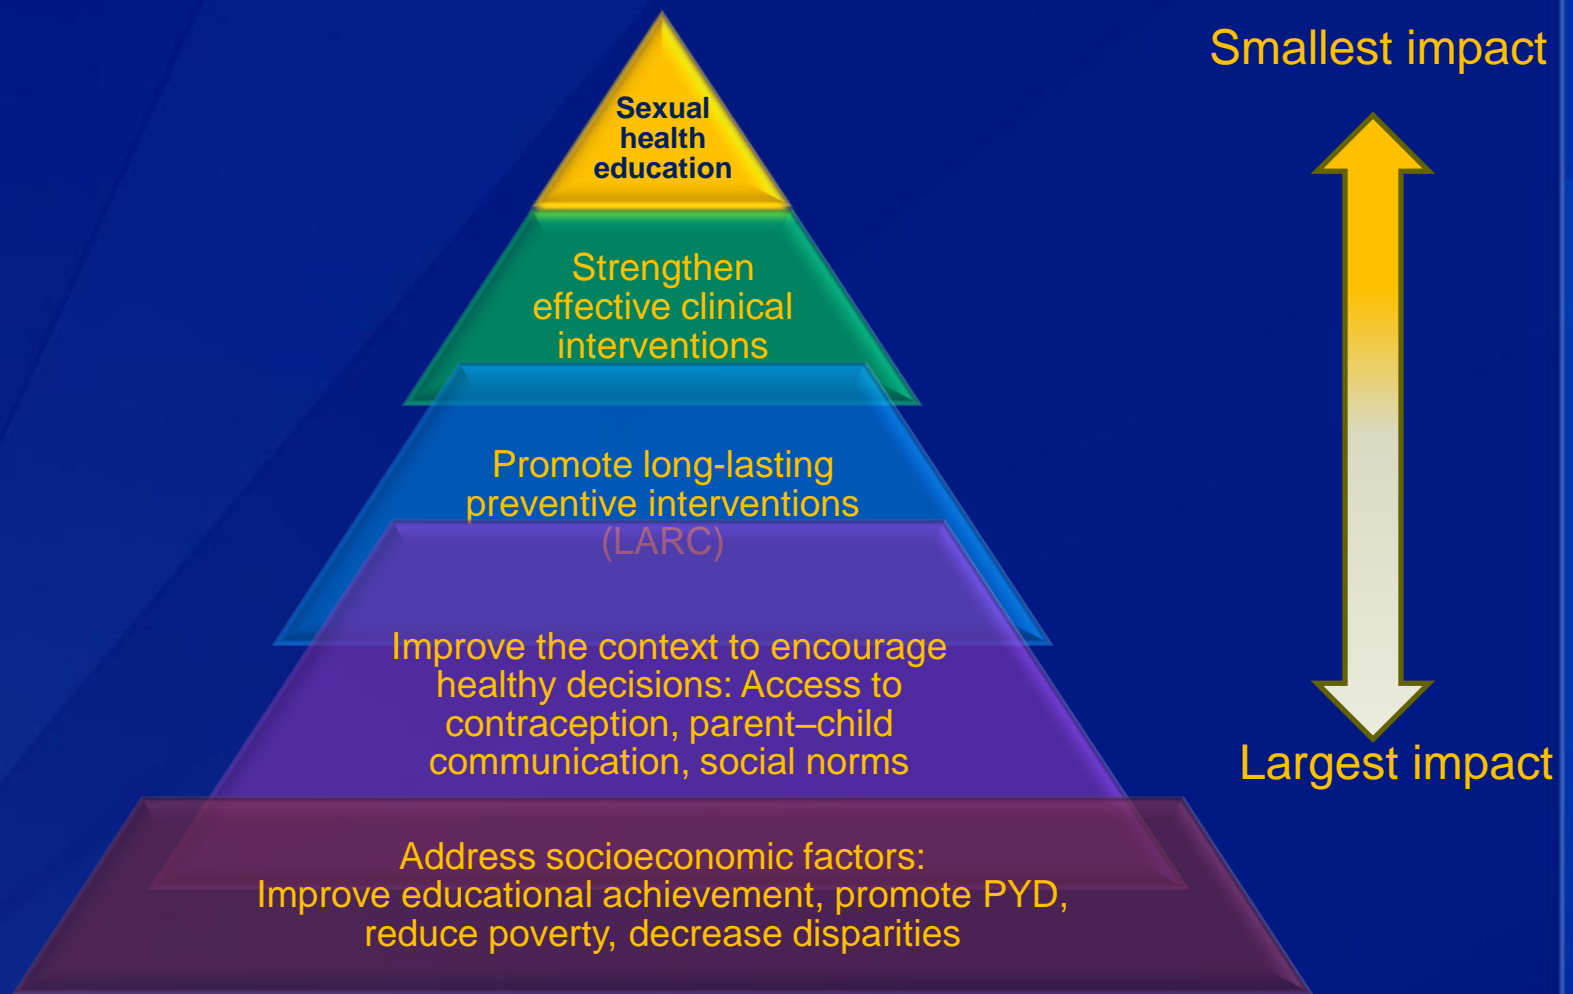 Smallest impact
Sexual
health
education
Strengthen
effective clinical
interventions
Promote long-lasting
preventive interventions
(LARC)
Improve the context to encourage
healthy decisions: Access to
contraception, parent–child
communication, social norms
Largest impact
Address socioeconomic factors:
Improve educational achievement, promote PYD,
reduce poverty, decrease disparities